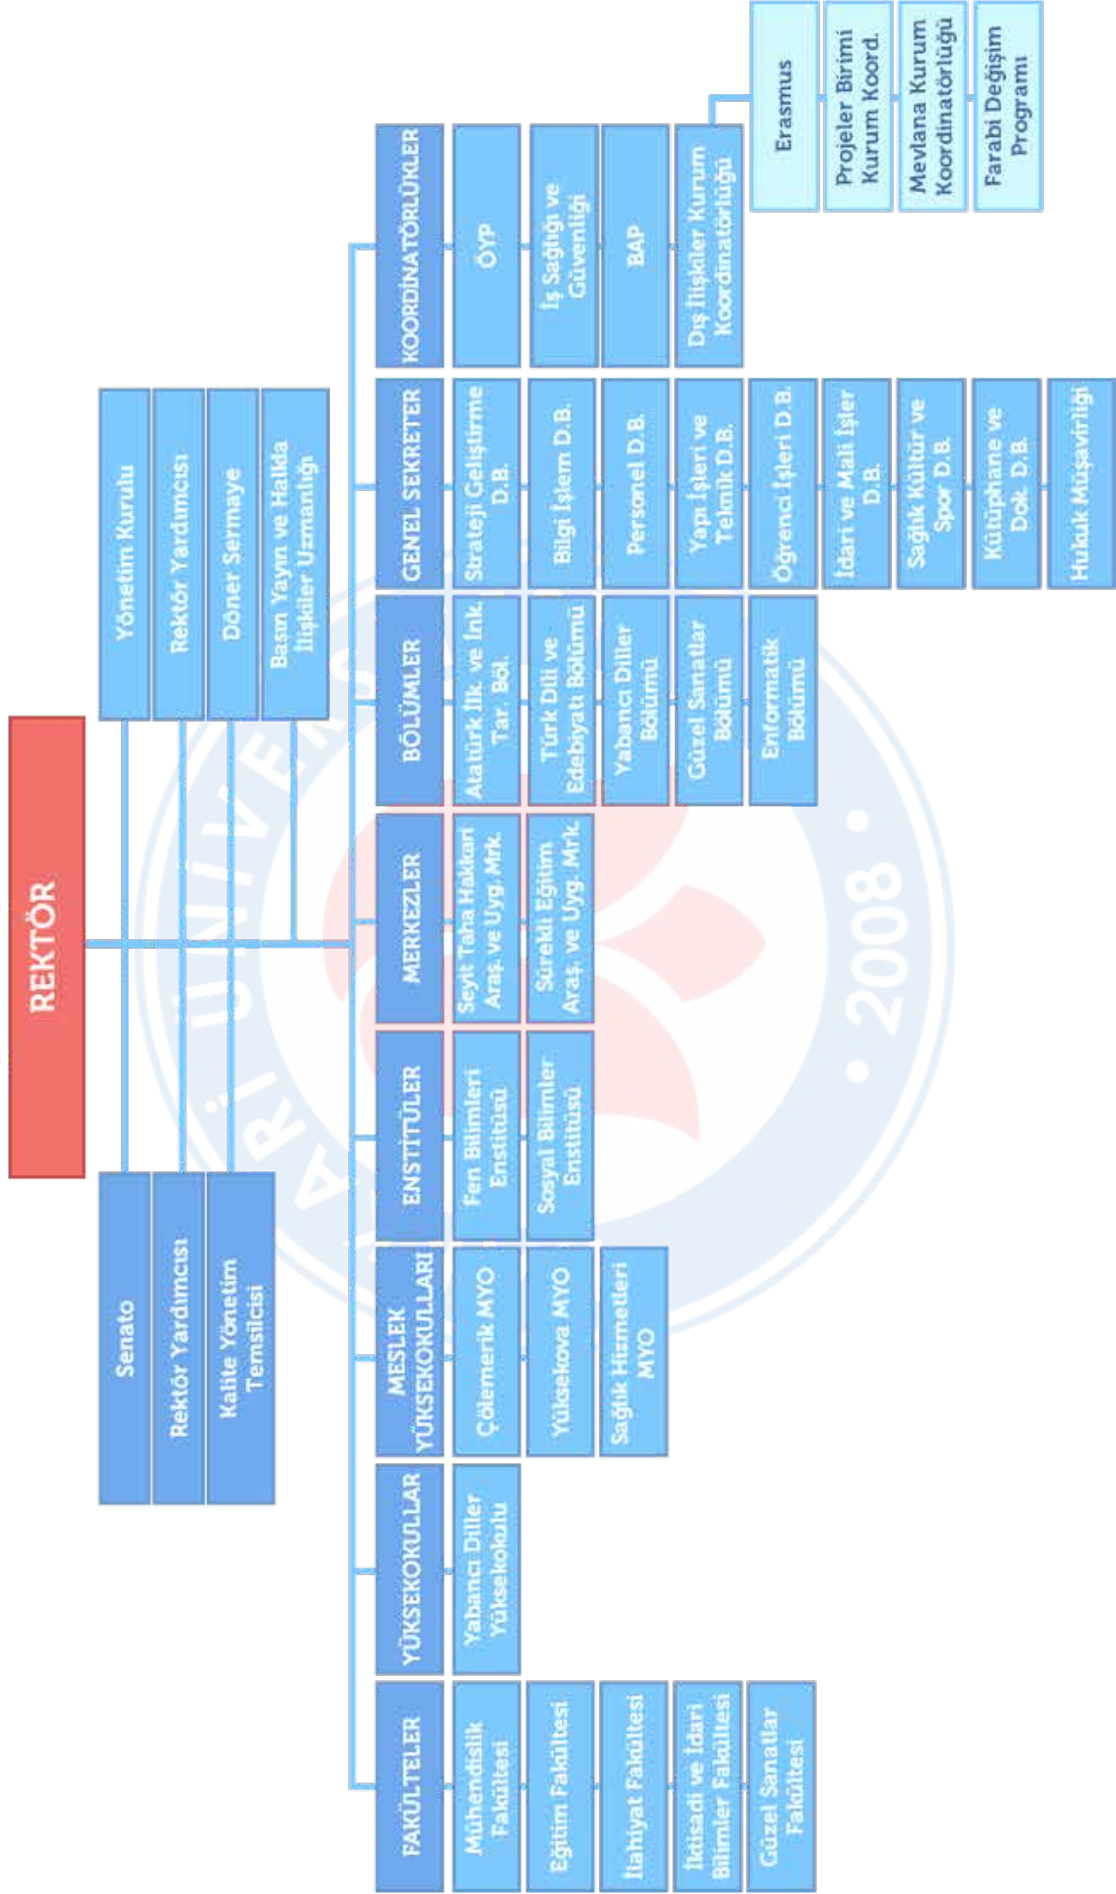 REKTÖR
Senato
Rektör Yardımcısı
Kalite Yönetim
Temsilcisi
Yönetim Kurulu
Rektör Yardımcısı
Döner Sermaye
Basın Yayın ve Halkla
İlişkiler Uzmanlığı
FAKÜLTELER
Mühendislik
Fakültesi
Eğitim Fakültesi
İlahiyat Fakültesi
İktisadi ve İdari
Bilimler Fakültesi
Güzel Sanatlar
Fakültesi
YÜKSEKOKULLAR
Yabancı Diller
Yüksekokulu
MESLEK
YÜKSEKOKULLARI
Çölemerik MYO
Yüksekova MYO
Sağlık Hizmetleri
MYO
ENSTİTÜLER
Fen Bilimleri
Enstitüsü
Sosyal Bilimler
Enstitüsü
MERKEZLER
Seyit Taha Hakkari
Araş. ve Uyg. Mrk.
Sürekli Eğitim
Araş. ve Uyg. Mrk.
BÖLÜMLER
Atatürk İlk. ve İnk.
Tar. Böl.
Türk Dili ve
Edebiyatı Bölümü
Yabancı Diller
Bölümü
Güzel Sanatlar
Bölümü
Enformatik
Bölümü
GENEL SEKRETER
Strateji Geliştirme
D.B.
Bilgi İşlem D.B.
Personel D.B.
Yapı İşleri ve
Teknik D.B.
Öğrenci İşleri D.B.
İdari ve Mali İşler
D.B.
Sağlık Kültür ve
Spor D.B.
Kütüphane ve
Dok. D.B.
Hukuk Müşavirliği
KOORDİNATÖRLÜKLER
ÖYP
İş Sağlığı ve
Güvenliği
BAP
Dış İlişkiler Kurum
Koordinatörlüğü
Erasmus
Projeler Birimi
Kurum Koord.
Mevlana Kurum
Koordinatörlüğü
Farabi Değişim
Programı
• 2008 •